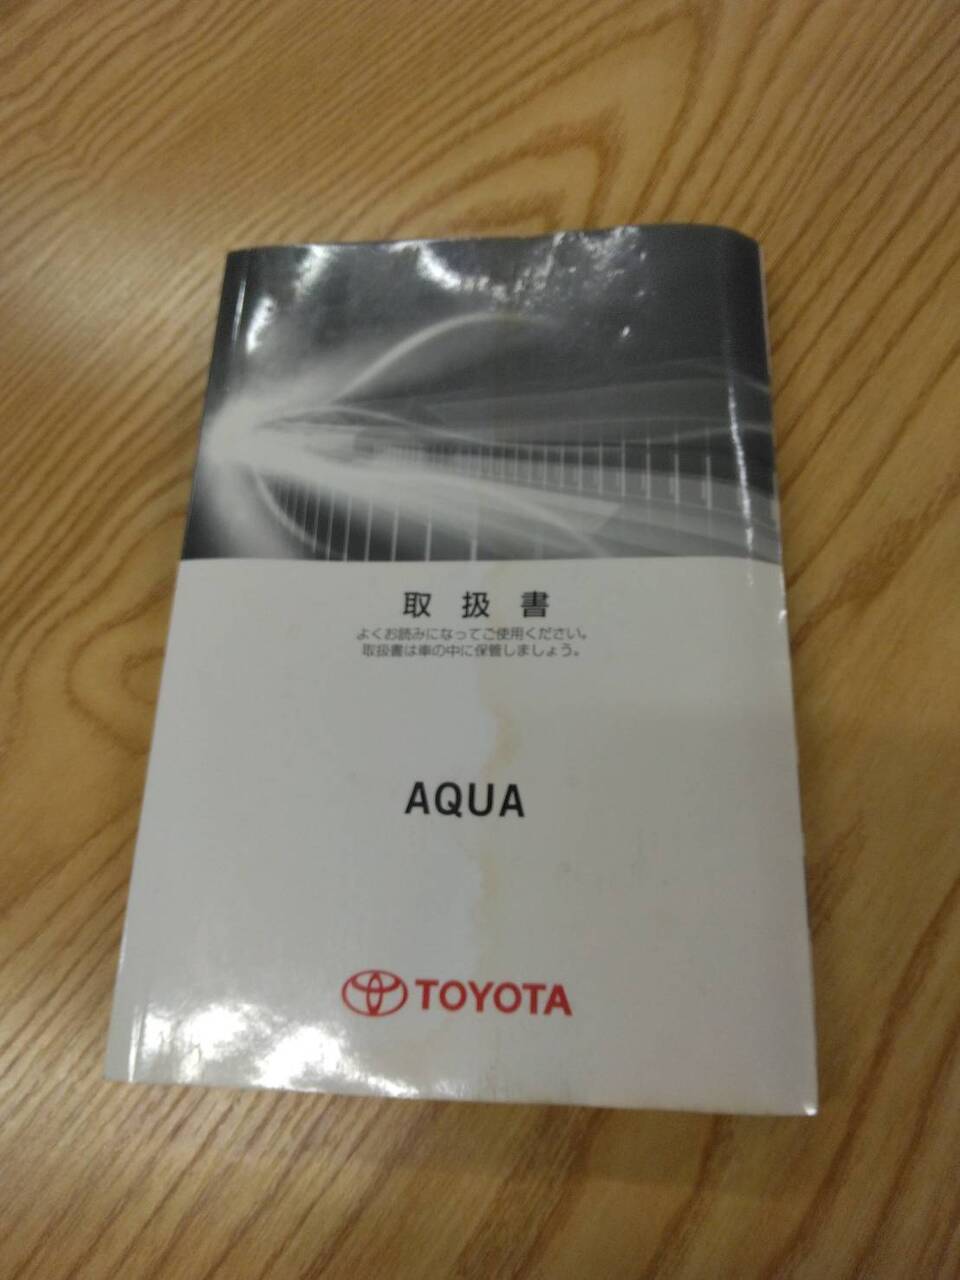 取扱書
よくお読みになってご使用ください。
取扱書は車の中に保管しましょう。
AQUA
TOYOTA